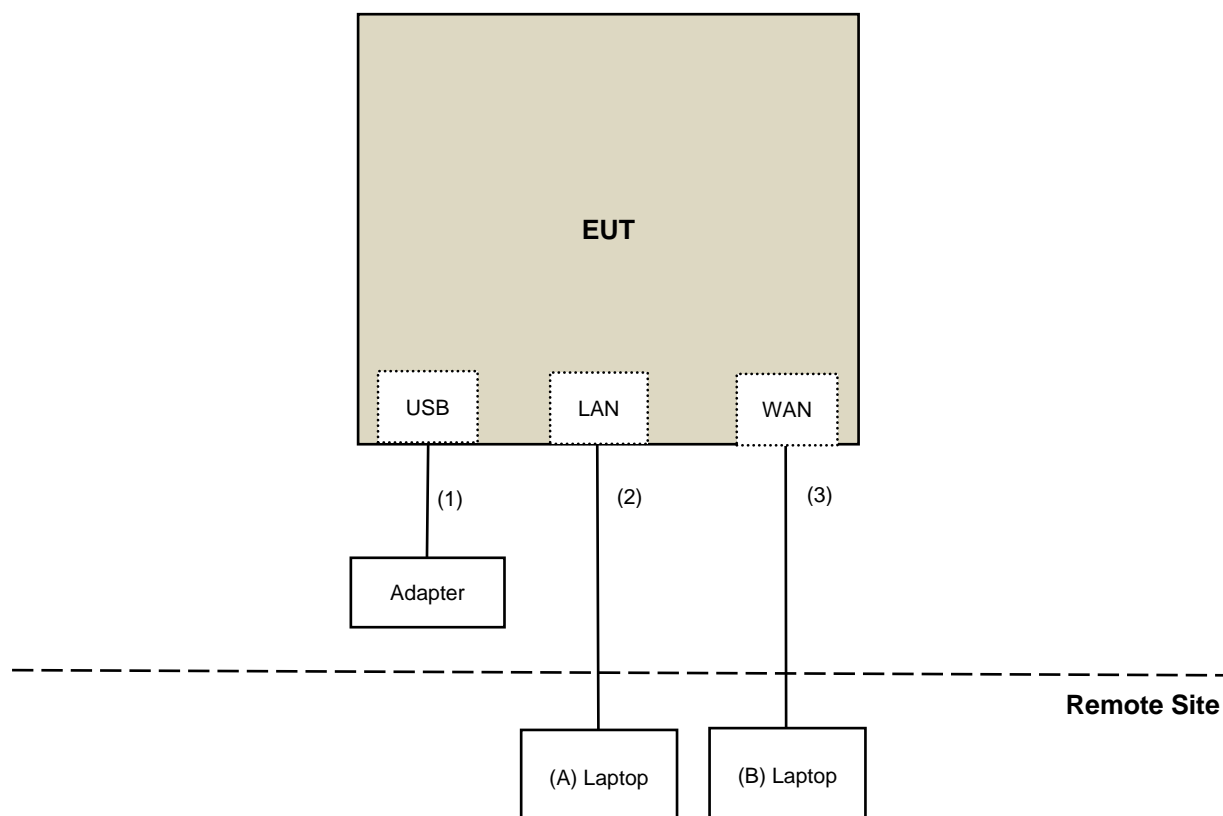 EUT
USB
LAN
WAN
(1)
(2)
(3)
Adapter
Remote Site
(A) Laptop
(B) Laptop